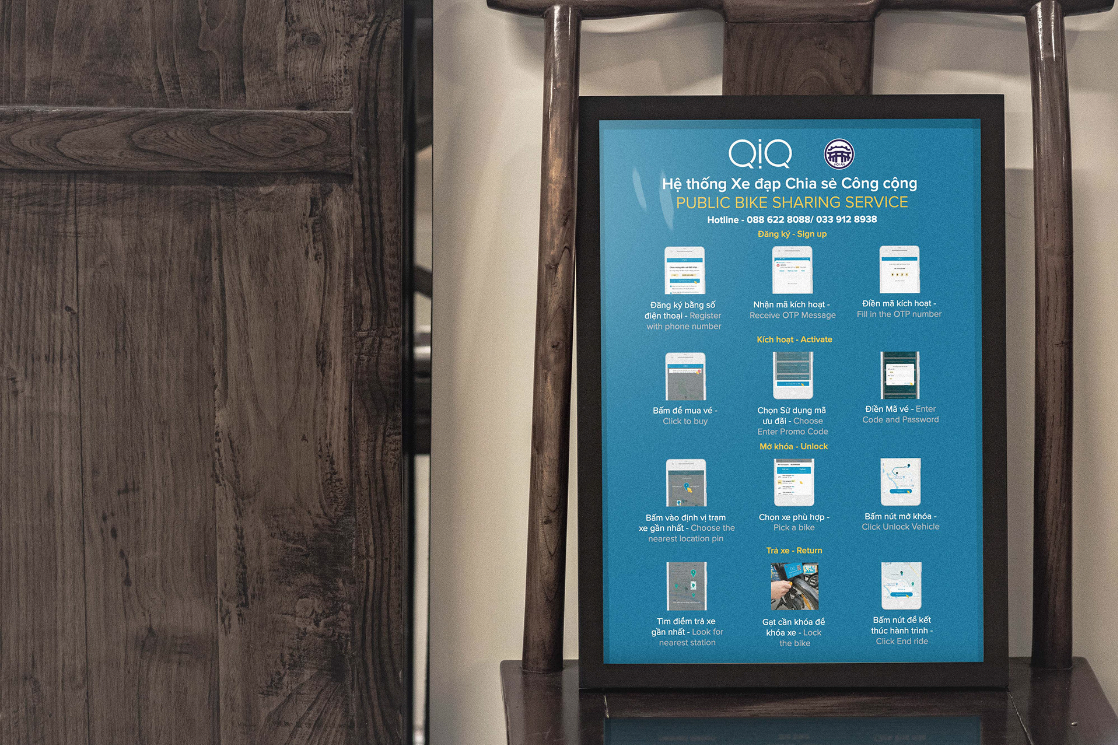 QiQ
Hệ thống Xe đạp Chia sẻ Công cộng
PUBLIC BIKE SHARING SERVICE
Hotline - 088 622 8088/ 033 912 8938
Đăng ký - Sign up
Đăng ký bằng số
điện thoại - Register
with phone number
Nhận mã kích hoạt -
Receive OTP Message
Điền mã kích hoạt -
Fill in the OTP number
Kích hoạt - Activate
Bấm để mua vé -
Click to buy
Chọn Sử dụng mã
ưu đãi - Choose
Enter Promo Code
Điền Mã vé - Enter
Code and Password
Mở khóa - Unlock
Bấm vào định vị trạm
xe gần nhất - Choose the
nearest location pin
Chọn xe phù hợp -
Pick a bike
Bấm nút mở khóa -
Click Unlock Vehicle
Trả xe - Return
Tìm điểm trả xe
gần nhất - Look for
nearest station
Gạt cần khóa để
khóa xe - Lock
the bike
Bấm nút để kết
thúc hành trình -
Click End ride